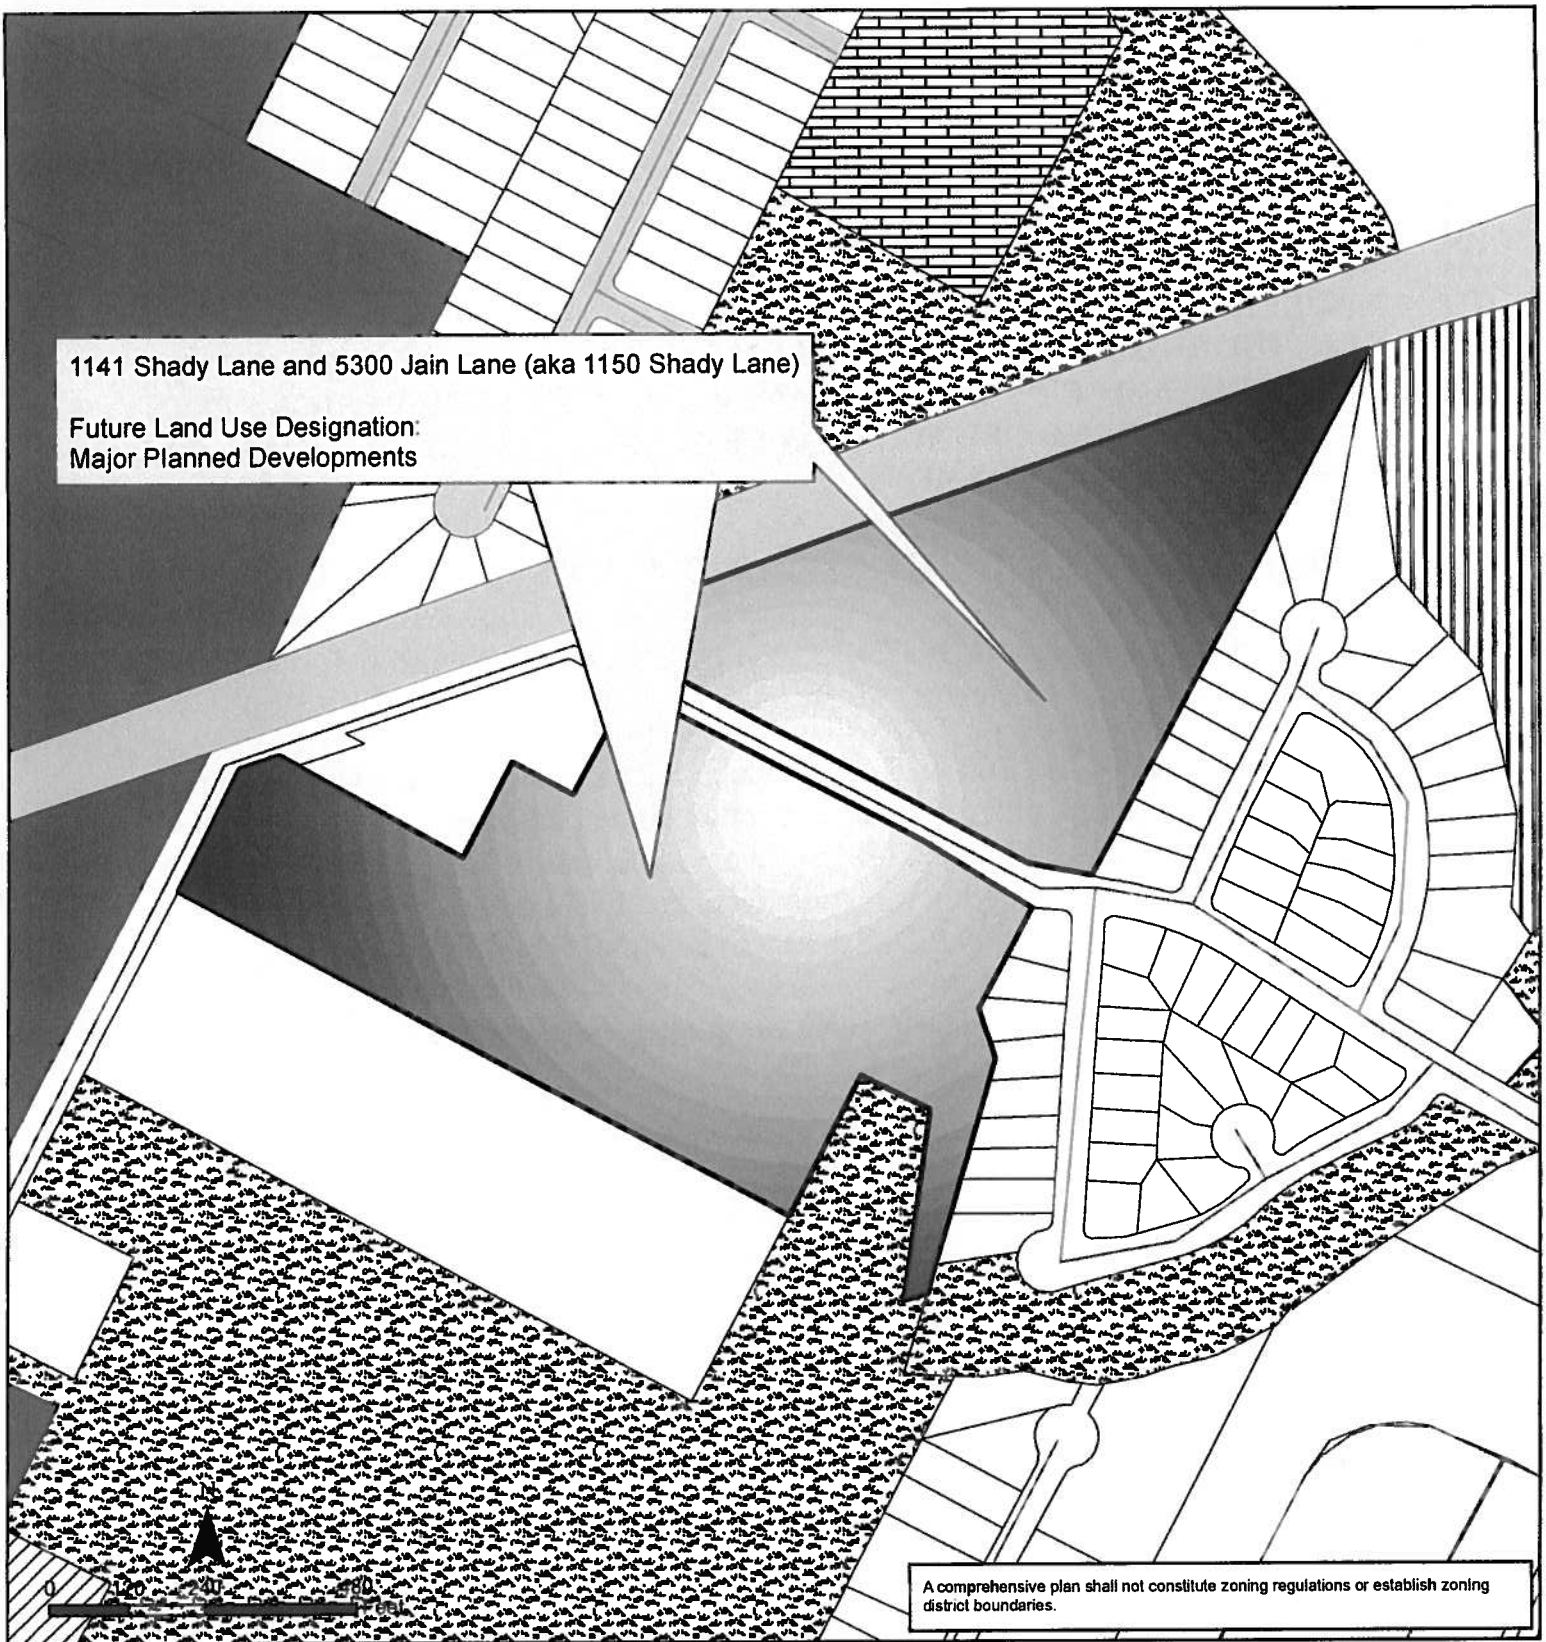 1141 Shady Lane and 5300 Jain Lane (aka 1150 Shady Lane)
Future Land Use Designation:
Major Planned Developments
N
0 120 240 480
Feet
A comprehensive plan shall not constitute zoning regulations or establish zoning
district boundaries.